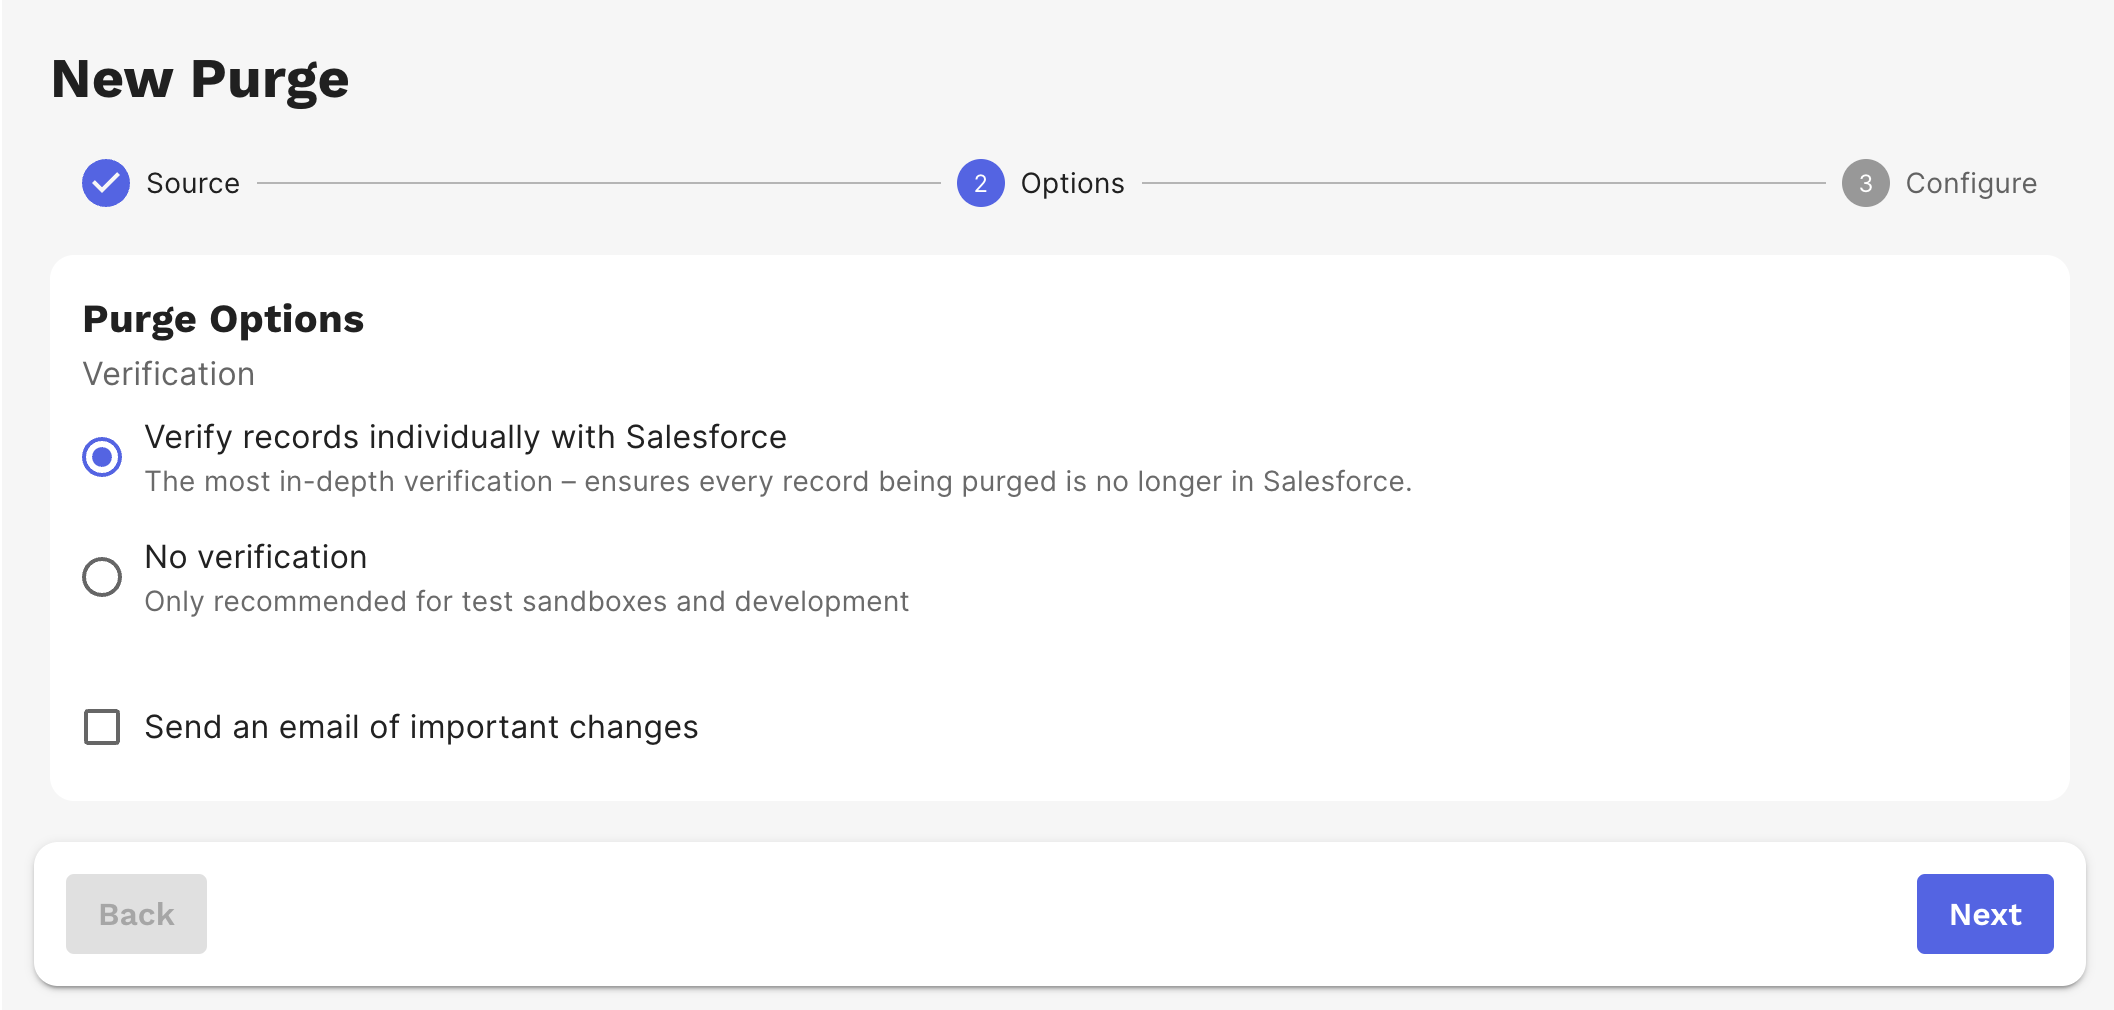 New Purge
Source
2 Options
3 Configure
Purge Options
Verification
Verify records individually with Salesforce
The most in-depth verification – ensures every record being purged is no longer in Salesforce.
No verification
Only recommended for test sandboxes and development
Send an email of important changes
Back
Next